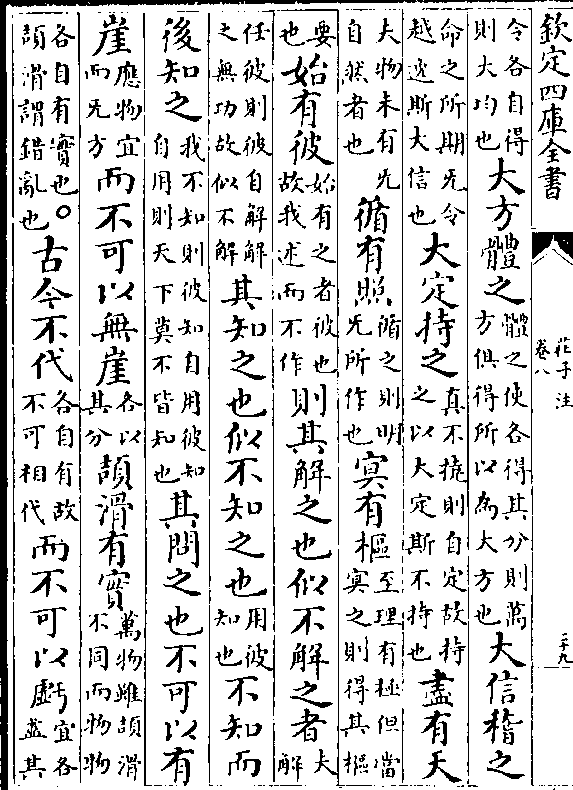 欽定四庫全書
莊子注
卷八
令各自得則大均也大方體之體之使各得其分則萬方俱得所以為大方也大信稽之
命之所期无令越逸斯大信也大定持之真不撓則自定故持之以大定斯不持也盡有天
夫物未有无自然者也循有照循之則明无所作也冥有樞至理有極但當冥之則得其樞
要也始有彼始有之者彼也故我述而不作則其解之也似不解之者夫解
任彼則彼自解解之無功故似不解其知之也似不知之也用彼知也不知而
後知之我不知則彼知自用彼知自用則天下莫不皆知也其問之也不可以有
崖應物宜而无方而不可以無崖各以其分頡滑有實萬物雖頡滑不同而物物
各自有實也。頡滑謂錯亂也古今不代各自有故不可相代而不可以虧宜各盡其